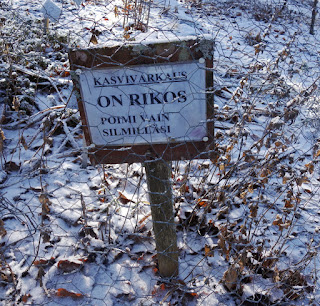 KASVIVARKAUS
ON RIKOS
POIMI VAIN
SILMILLÄSI